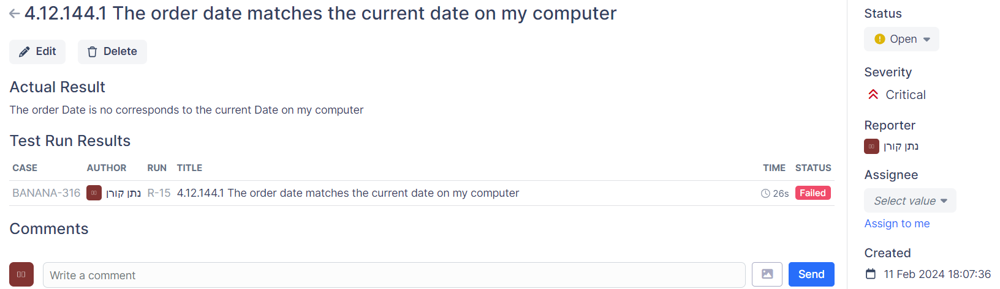 4.12.144.1 The order date matches the current date on my computer
Edit Delete
Actual Result
The order Date is no corresponds to the current Date on my computer
Test Run Results
CASE AUTHOR RUN TITLE TIME STATUS
BANANA-316 נתן קורן R-15 4.12.144.1 The order date matches the current date on my computer 26s Failed
Comments
Write a comment Send
Status
Open
Severity
Critical
Reporter
נתן קורן
Assignee
Select value
Assign to me
Created
11 Feb 2024 18:07:36